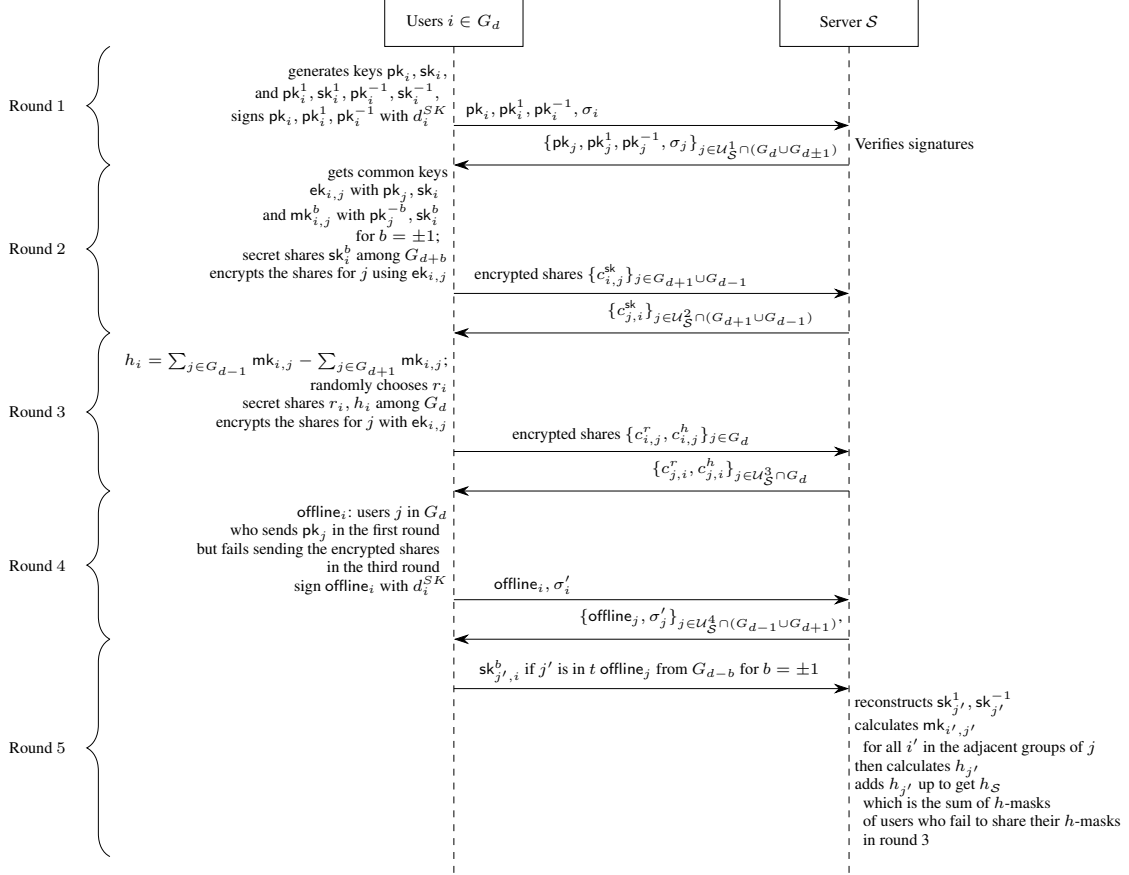 Users i ∈ G_d
Server 𝒮
Round 1
generates keys pk_i, sk_i,
and pk_i^1, sk_i^1, pk_i^{-1}, sk_i^{-1},
signs pk_i, pk_i^1, pk_i^{-1} with d_i^{SK}
pk_i, pk_i^1, pk_i^{-1}, σ_i
{pk_j, pk_j^1, pk_j^{-1}, σ_j}_{j∈𝒰_𝒮^1∩(G_d∪G_{d±1})}
Verifies signatures
Round 2
gets common keys
ek_{i,j} with pk_j, sk_i
and mk_{i,j}^b with pk_j^{-b}, sk_i^b
for b = ±1;
secret shares sk_i^b among G_{d+b}
encrypts the shares for j using ek_{i,j}
encrypted shares {c_{i,j}^{sk}}_{j∈G_{d+1}∪G_{d−1}}
{c_{j,i}^{sk}}_{j∈𝒰_𝒮^2∩(G_{d+1}∪G_{d−1})}
Round 3
h_i = ∑_{j∈G_{d−1}} mk_{i,j} − ∑_{j∈G_{d+1}} mk_{i,j};
randomly chooses r_i
secret shares r_i, h_i among G_d
encrypts the shares for j with ek_{i,j}
encrypted shares {c_{i,j}^r, c_{i,j}^h}_{j∈G_d}
{c_{j,i}^r, c_{j,i}^h}_{j∈𝒰_𝒮^3∩G_d}
Round 4
offline_i: users j in G_d
who sends pk_j in the first round
but fails sending the encrypted shares
in the third round
sign offline_i with d_i^{SK}
offline_i, σ'_i
{offline_j, σ'_j}_{j∈𝒰_𝒮^4∩(G_{d−1}∪G_{d+1})},
Round 5
sk_{j',i}^b if j' is in t offline_j from G_{d−b} for b = ±1
reconstructs sk_{j'}^1, sk_{j'}^{-1}
calculates mk_{i',j'}
for all i' in the adjacent groups of j
then calculates h_{j'}
adds h_{j'} up to get h_𝒮
which is the sum of h-masks
of users who fail to share their h-masks
in round 3